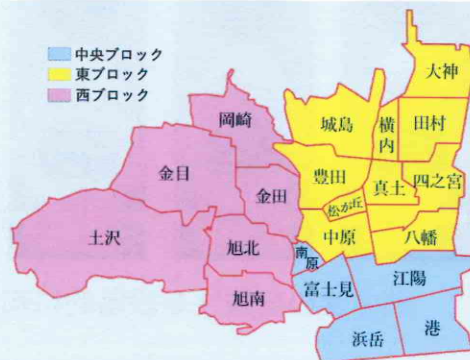 中央ブロック
東ブロック
西ブロック
大神
岡崎
城島
横内
田村
金目
金田
豊田
真土
四之宮
松が丘
土沢
旭北
中原
八幡
南原
旭南
富士見
江陽
浜岳
港